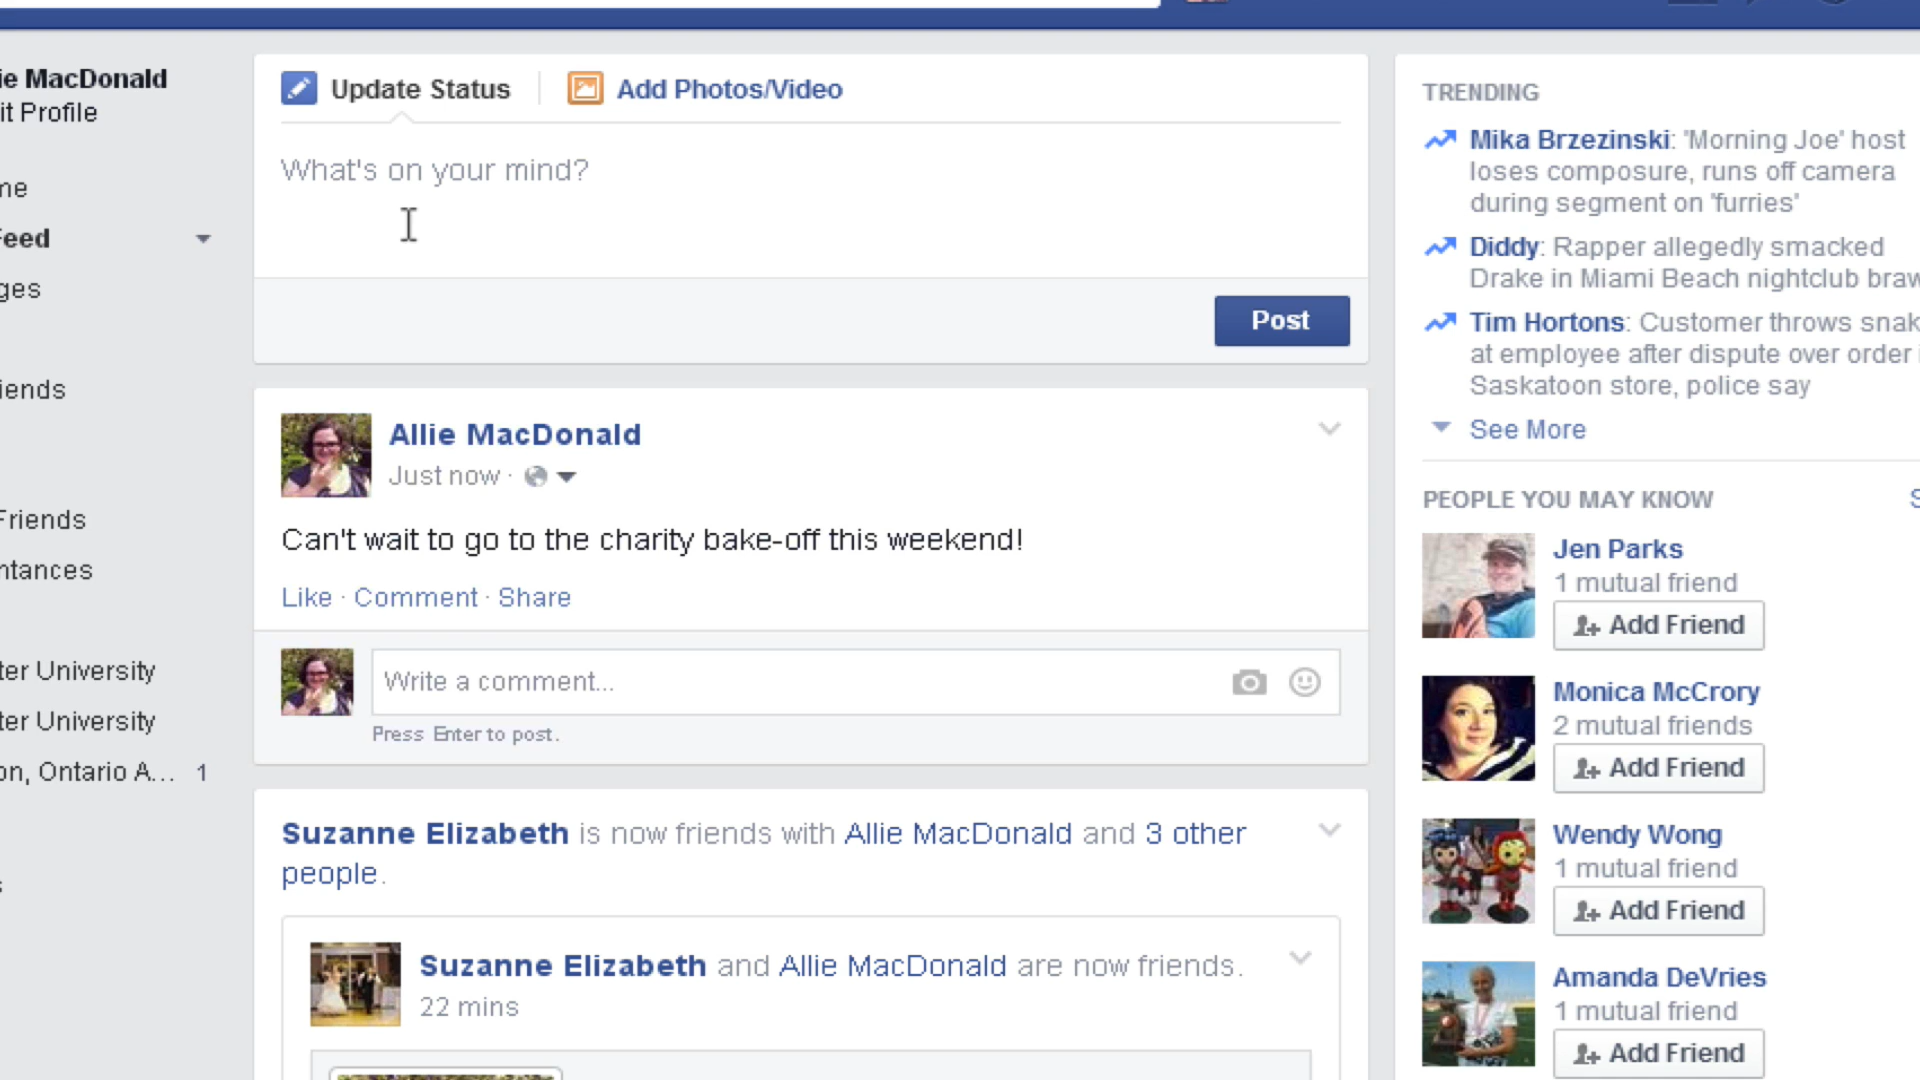 ie MacDonald
it Profile
me
Feed
ges
iends
Friends
ntances
ter University
ter University
on, Ontario A... 1
s
Update Status
Add Photos/Video
What's on your mind?
Post
Allie MacDonald
Just now ·
Can't wait to go to the charity bake-off this weekend!
Like · Comment · Share
Write a comment...
Press Enter to post.
Suzanne Elizabeth is now friends with Allie MacDonald and 3 other
people.
Suzanne Elizabeth and Allie MacDonald are now friends.
22 mins
TRENDING
Mika Brzezinski: 'Morning Joe' host
loses composure, runs off camera
during segment on 'furries'
Diddy: Rapper allegedly smacked
Drake in Miami Beach nightclub braw
Tim Hortons: Customer throws snak
at employee after dispute over order i
Saskatoon store, police say
See More
PEOPLE YOU MAY KNOW S
Jen Parks
1 mutual friend
Add Friend
Monica McCrory
2 mutual friends
Add Friend
Wendy Wong
1 mutual friend
Add Friend
Amanda DeVries
1 mutual friend
Add Friend